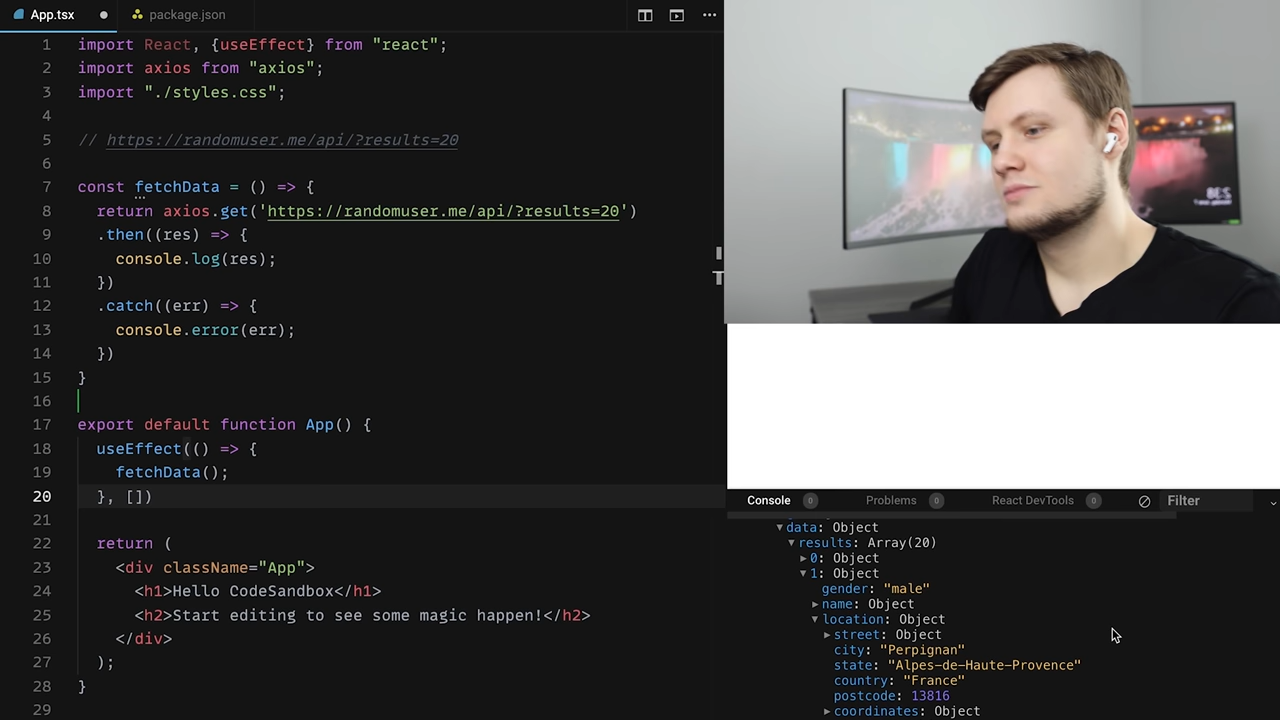 App.tsx
package.json
1 import React, {useEffect} from "react";
2 import axios from "axios";
3 import "./styles.css";
4
5 // https://randomuser.me/api/?results=20
6
7 const fetchData = () => {
8 return axios.get('https://randomuser.me/api/?results=20')
9 .then((res) => {
10 console.log(res);
11 })
12 .catch((err) => {
13 console.error(err);
14 })
15 }
16
17 export default function App() {
18 useEffect(() => {
19 fetchData();
20 }, [])
21
22 return (
23 <div className="App">
24 <h1>Hello CodeSandbox</h1>
25 <h2>Start editing to see some magic happen!</h2>
26 </div>
27 );
28 }
29
Console 0 Problems 0 React DevTools 0 Filter
data: Object
results: Array(20)
0: Object
1: Object
gender: "male"
name: Object
location: Object
street: Object
city: "Perpignan"
state: "Alpes-de-Haute-Provence"
country: "France"
postcode: 13816
coordinates: Object